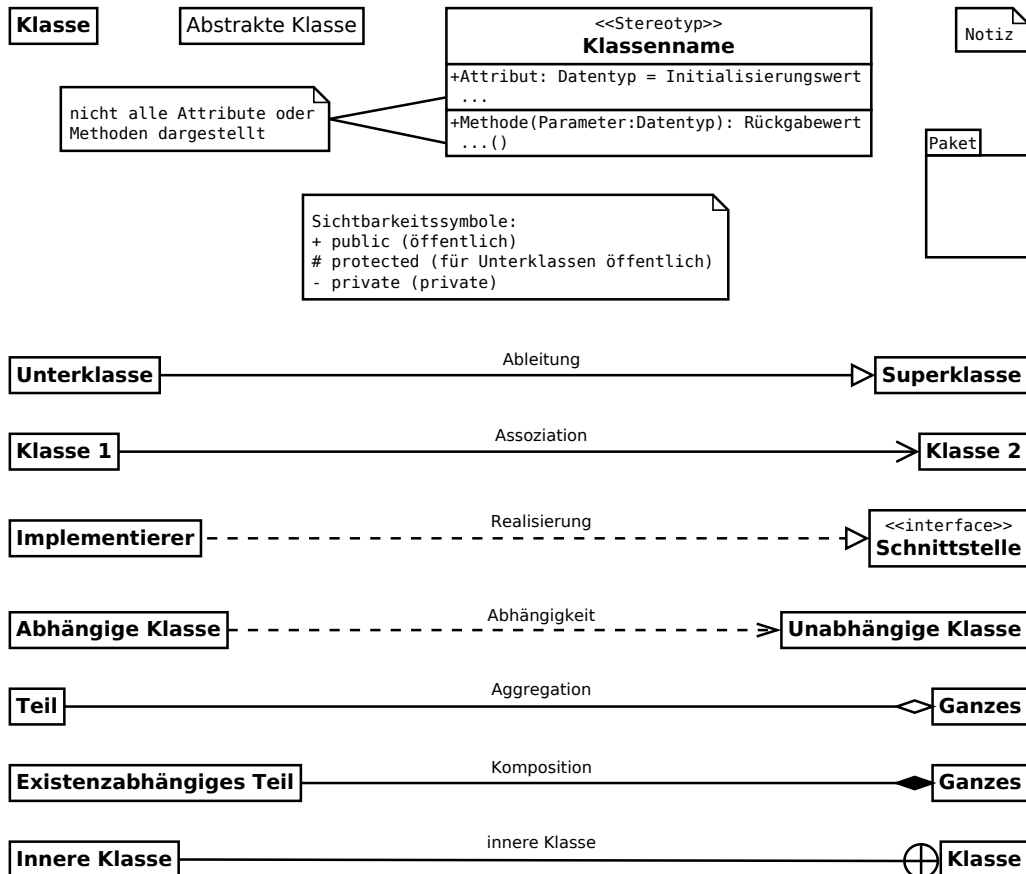 Klasse
Abstrakte Klasse
<<Stereotyp>>
Klassenname
+Attribut: Datentyp = Initialisierungswert
...
+Methode(Parameter:Datentyp): Rückgabewert
...()
Notiz
nicht alle Attribute oder
Methoden dargestellt
Paket
Sichtbarkeitssymbole:
+ public (öffentlich)
# protected (für Unterklassen öffentlich)
- private (private)
Unterklasse
Ableitung
Superklasse
Klasse 1
Assoziation
Klasse 2
Implementierer
Realisierung
<<interface>>
Schnittstelle
Abhängige Klasse
Abhängigkeit
Unabhängige Klasse
Teil
Aggregation
Ganzes
Existenzabhängiges Teil
Komposition
Ganzes
Innere Klasse
innere Klasse
Klasse